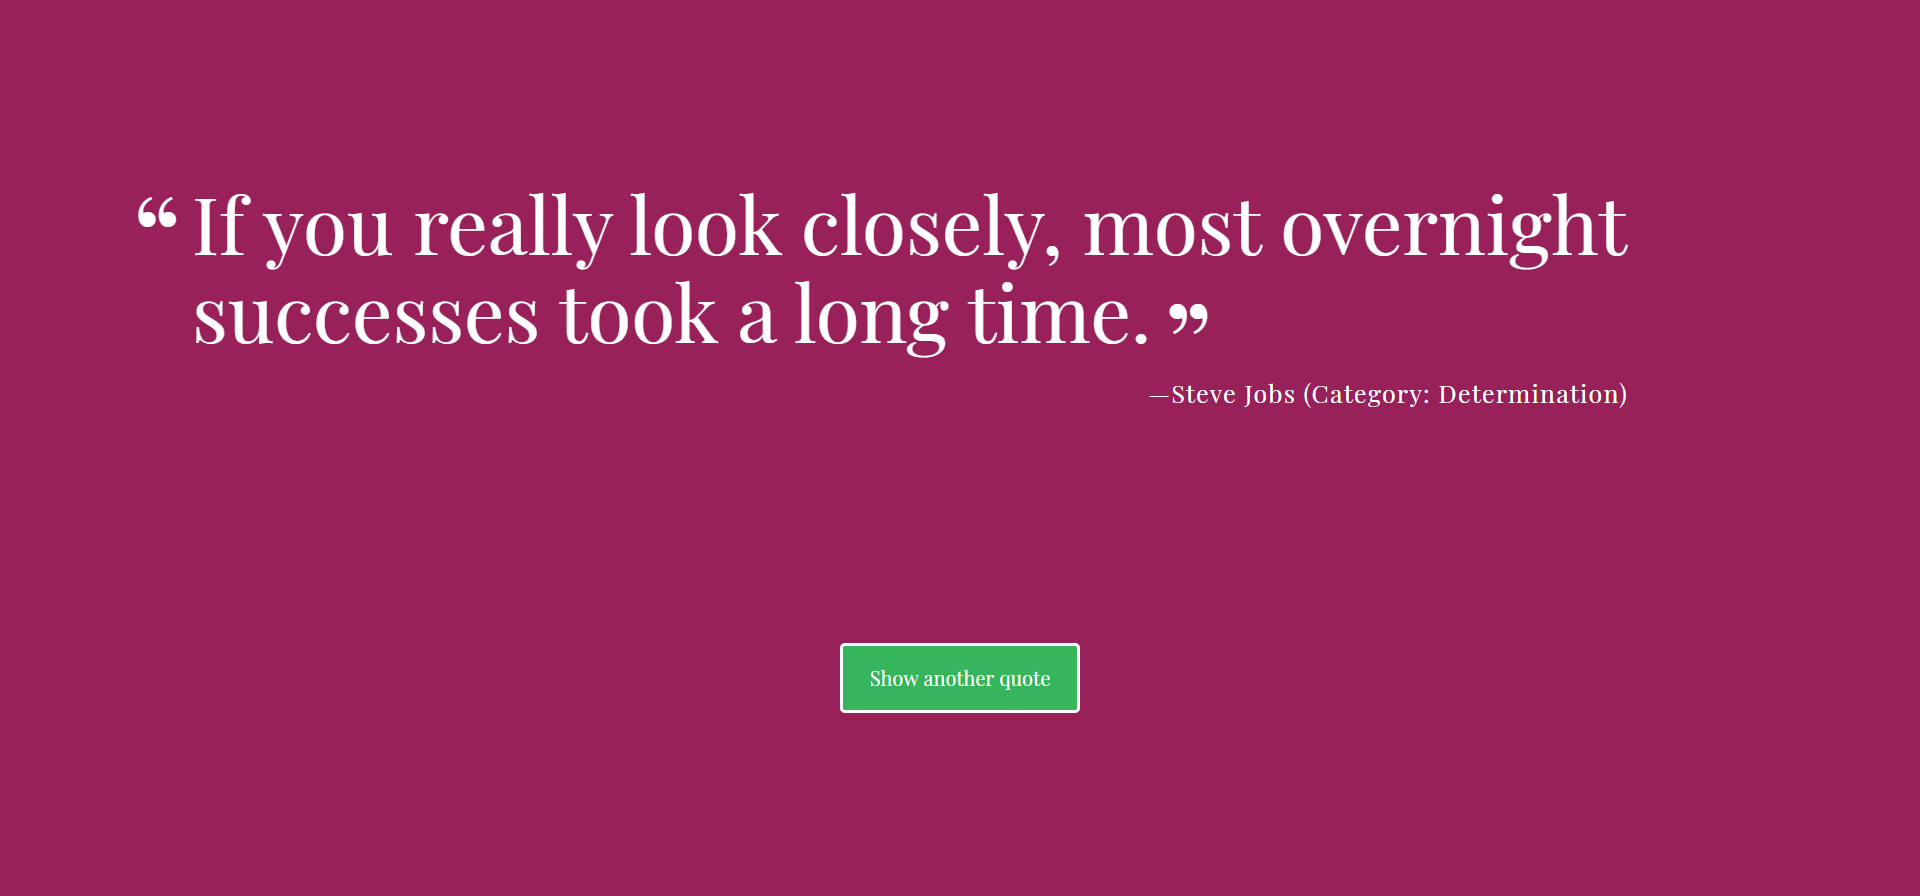 “ If you really look closely, most overnight
successes took a long time. ”
—Steve Jobs (Category: Determination)
Show another quote